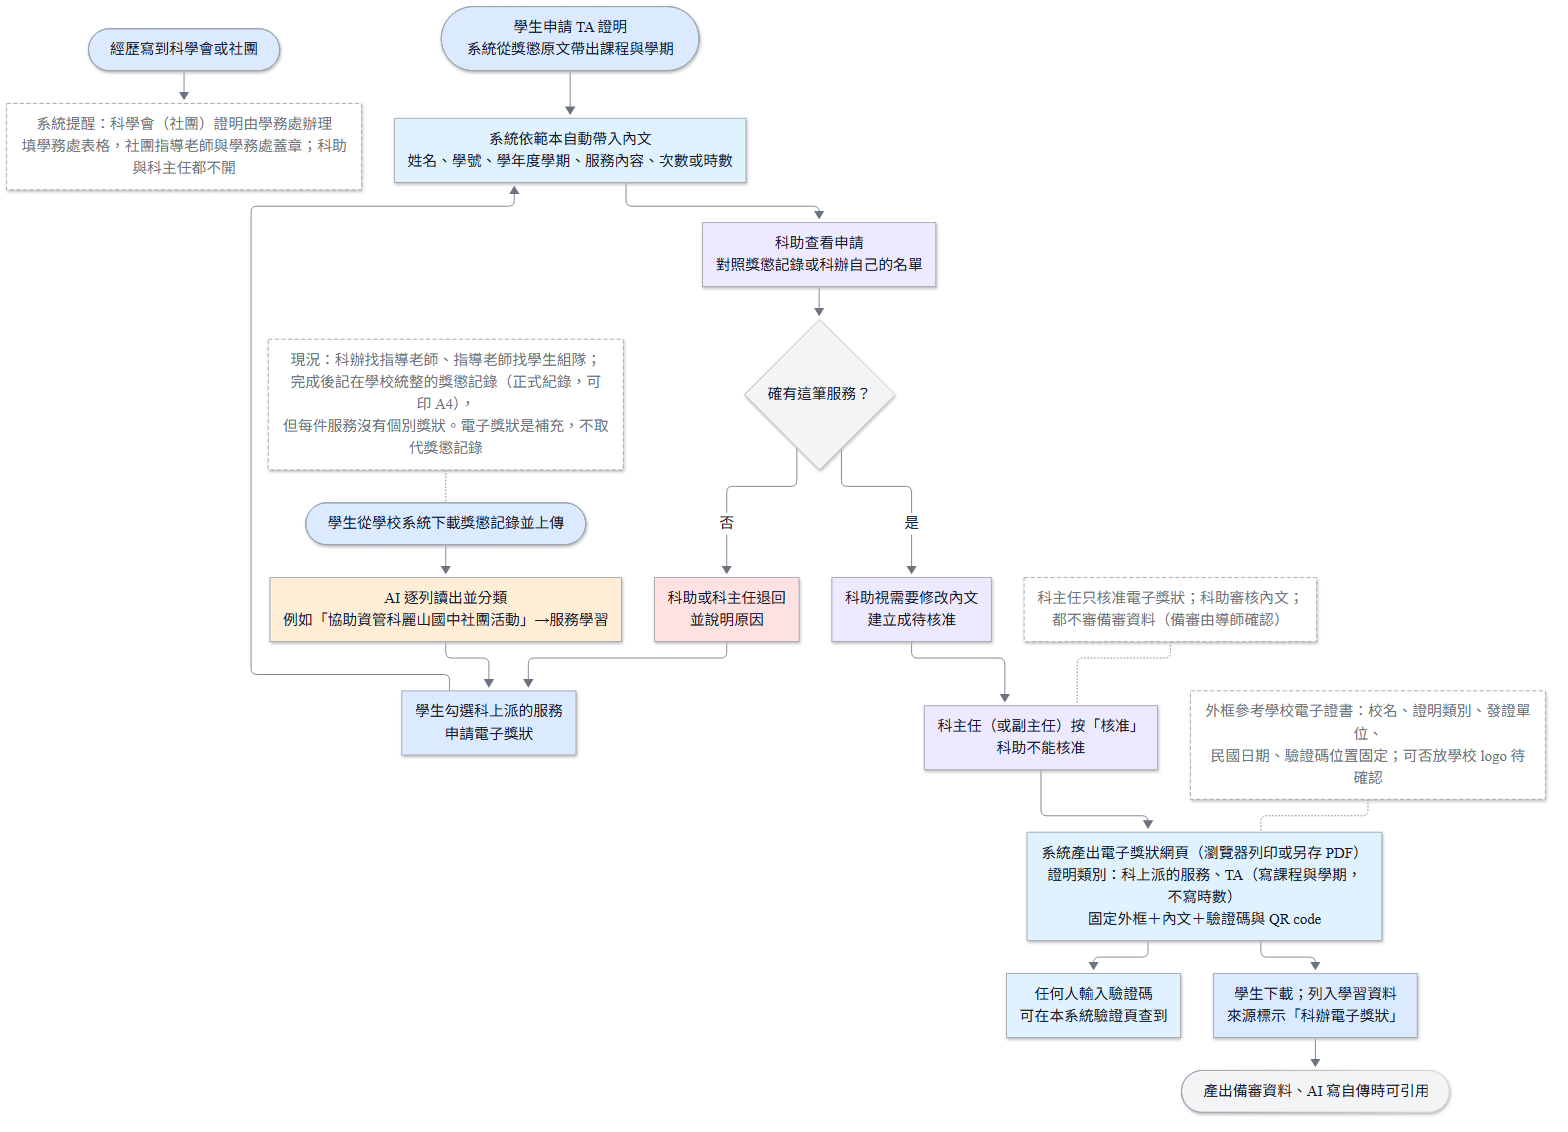 經歷寫到科學會或社團
系統提醒：科學會（社團）證明由學務處辦理
填學務處表格，社團指導老師與學務處蓋章；科助
與科主任都不開
學生申請 TA 證明
系統從獎懲原文帶出課程與學期
系統依範本自動帶入內文
姓名、學號、學年度學期、服務內容、次數或時數
科助查看申請
對照獎懲記錄或科辦自己的名單
確有這筆服務？
現況：科辦找指導老師、指導老師找學生組隊；
完成後記在學校統整的獎懲記錄（正式紀錄，可
印 A4），
但每件服務沒有個別獎狀。電子獎狀是補充，不取
代獎懲記錄
學生從學校系統下載獎懲記錄並上傳
否
是
AI 逐列讀出並分類
例如「協助資管科麗山國中社團活動」→服務學習
科助或科主任退回
並說明原因
科助視需要修改內文
建立成待核准
科主任只核准電子獎狀；科助審核內文；
都不審備審資料（備審由導師確認）
學生勾選科上派的服務
申請電子獎狀
科主任（或副主任）按「核准」
科助不能核准
外框參考學校電子證書：校名、證明類別、發證單
位、
民國日期、驗證碼位置固定；可否放學校 logo 待
確認
系統產出電子獎狀網頁（瀏覽器列印或另存 PDF）
證明類別：科上派的服務、TA（寫課程與學期，
不寫時數）
固定外框＋內文＋驗證碼與 QR code
任何人輸入驗證碼
可在本系統驗證頁查到
學生下載；列入學習資料
來源標示「科辦電子獎狀」
產出備審資料、AI 寫自傳時可引用